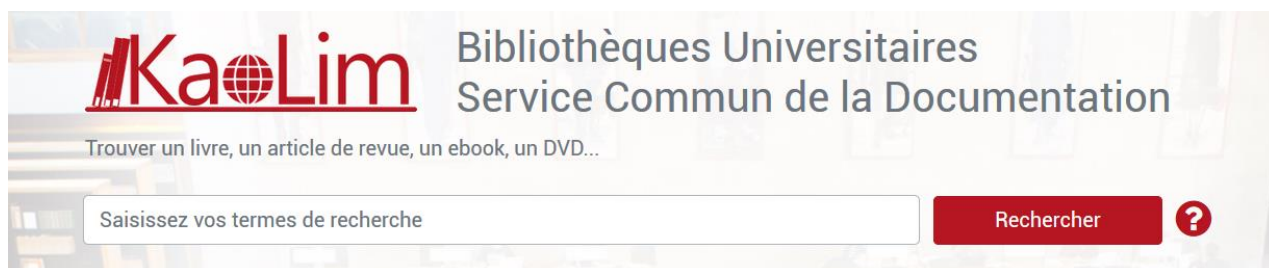 KaoLim
Bibliothèques Universitaires
Service Commun de la Documentation
Trouver un livre, un article de revue, un ebook, un DVD...
Saisissez vos termes de recherche
Rechercher
?